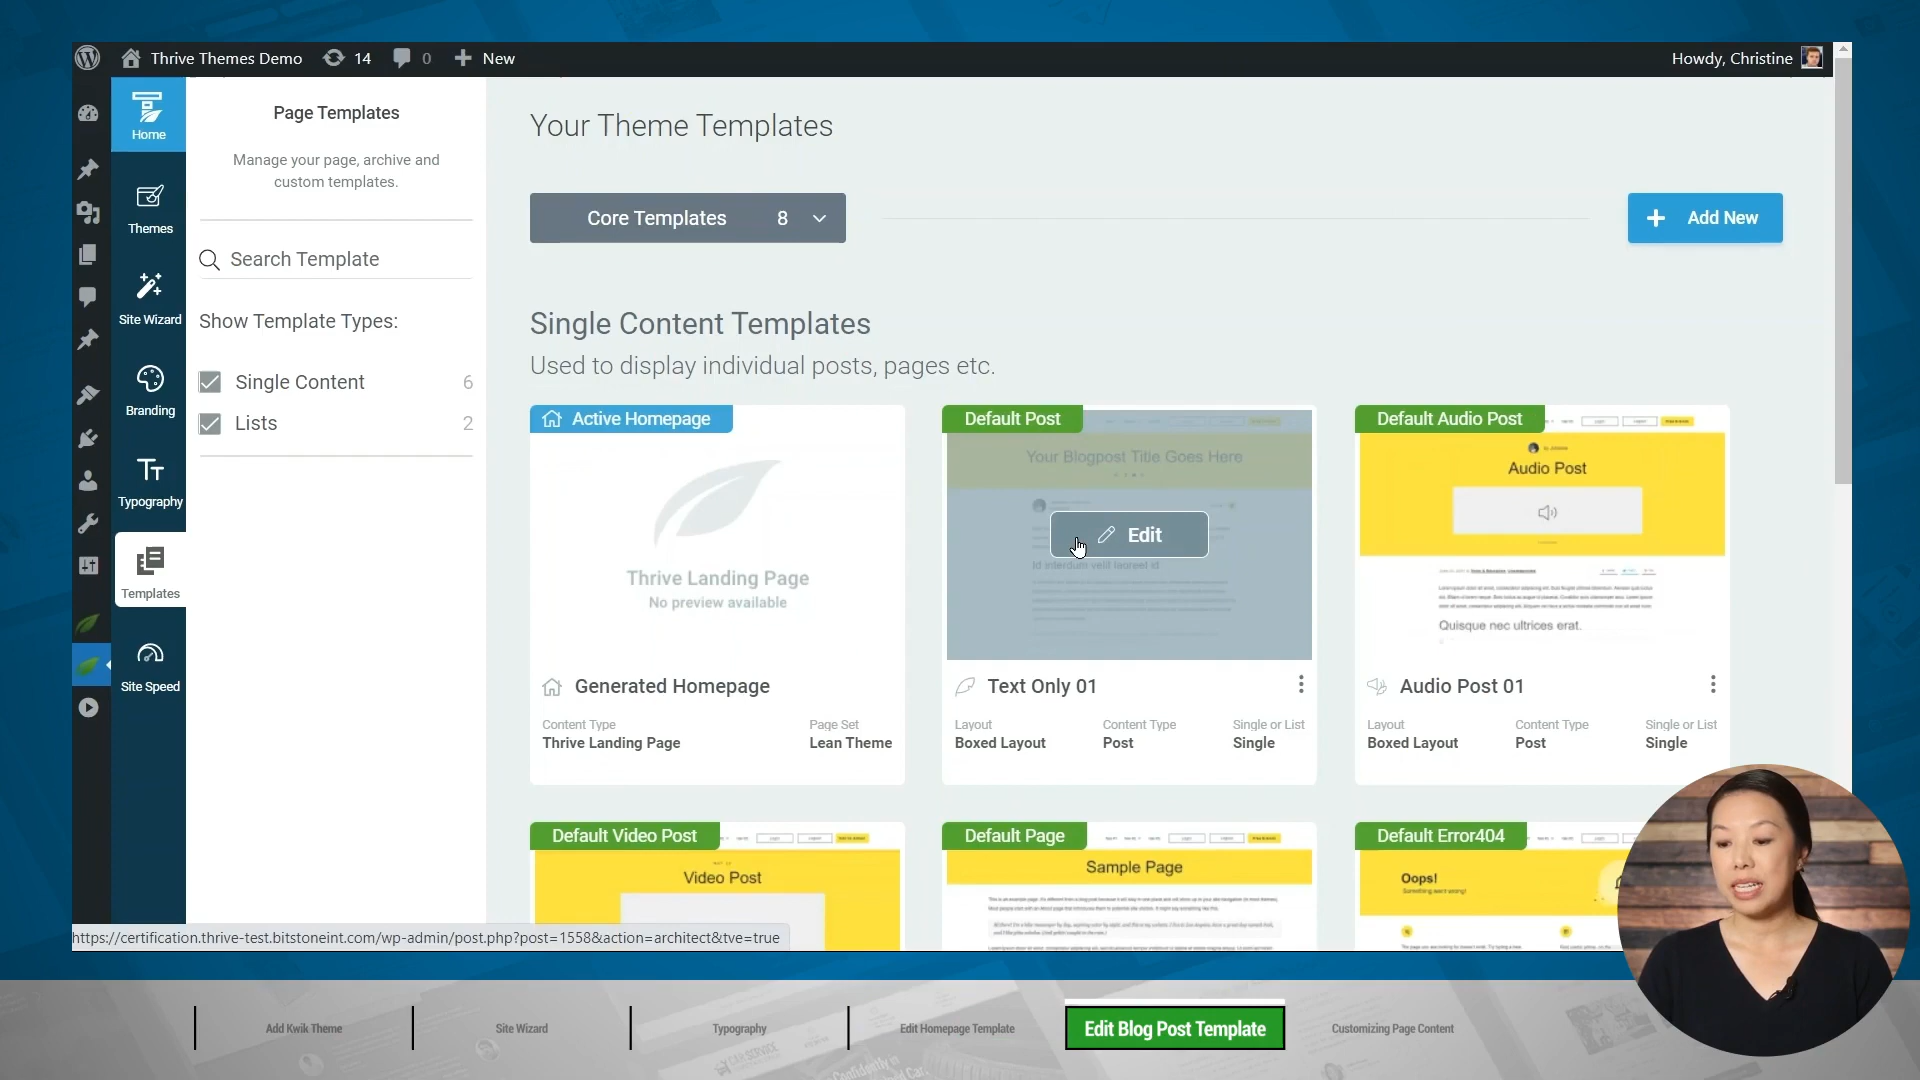 Thrive Themes Demo 14 0 New
Howdy, Christine
Home
Themes
Site Wizard
Branding
Typography
Templates
Site Speed
Page Templates
Manage your page, archive and
custom templates.
Search Template
Show Template Types:
Single Content 6
Lists 2
Your Theme Templates
Core Templates 8
Add New
Single Content Templates
Used to display individual posts, pages etc.
Active Homepage
Thrive Landing Page
No preview available
Generated Homepage
Content Type
Thrive Landing Page
Page Set
Lean Theme
Default Post
Your Blogpost Title Goes Here
Edit
Id interdum velit laoreet id
Text Only 01
Layout
Boxed Layout
Content Type
Post
Single or List
Single
Default Audio Post
Audio Post
Quisque nec ultrices erat.
Audio Post 01
Layout
Boxed Layout
Content Type
Post
Single or List
Single
Default Video Post
Video Post
Default Page
Sample Page
Default Error404
Oops!
Something went wrong!
https://certification.thrive-test.bitstoneint.com/wp-admin/post.php?post=1558&action=architect&tve=true
Add Kwik Theme
Site Wizard
Typography
Edit Homepage Template
Edit Blog Post Template
Customizing Page Content